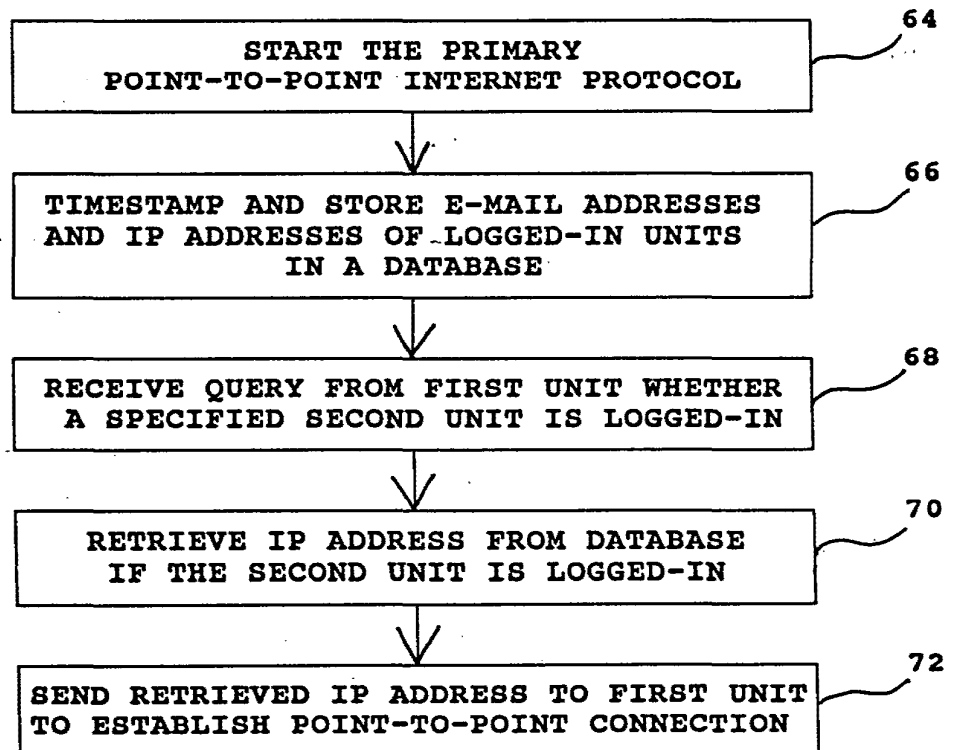 64
START THE PRIMARY
POINT-TO-POINT INTERNET PROTOCOL
66
TIMESTAMP AND STORE E-MAIL ADDRESSES
AND IP ADDRESSES OF LOGGED-IN UNITS
IN A DATABASE
68
RECEIVE QUERY FROM FIRST UNIT WHETHER
A SPECIFIED SECOND UNIT IS LOGGED-IN
70
RETRIEVE IP ADDRESS FROM DATABASE
IF THE SECOND UNIT IS LOGGED-IN
72
SEND RETRIEVED IP ADDRESS TO FIRST UNIT
TO ESTABLISH POINT-TO-POINT CONNECTION